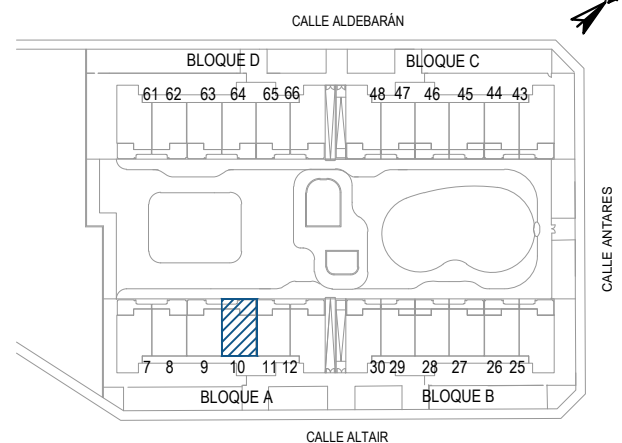 CALLE ALDEBARÁN
BLOQUE D BLOQUE C
61 62 63 64 65 66 48 47 46 45 44 43
CALLE ANTARES
7 8 9 10 11 12 30 29 28 27 26 25
BLOQUE A BLOQUE B
CALLE ALTAIR